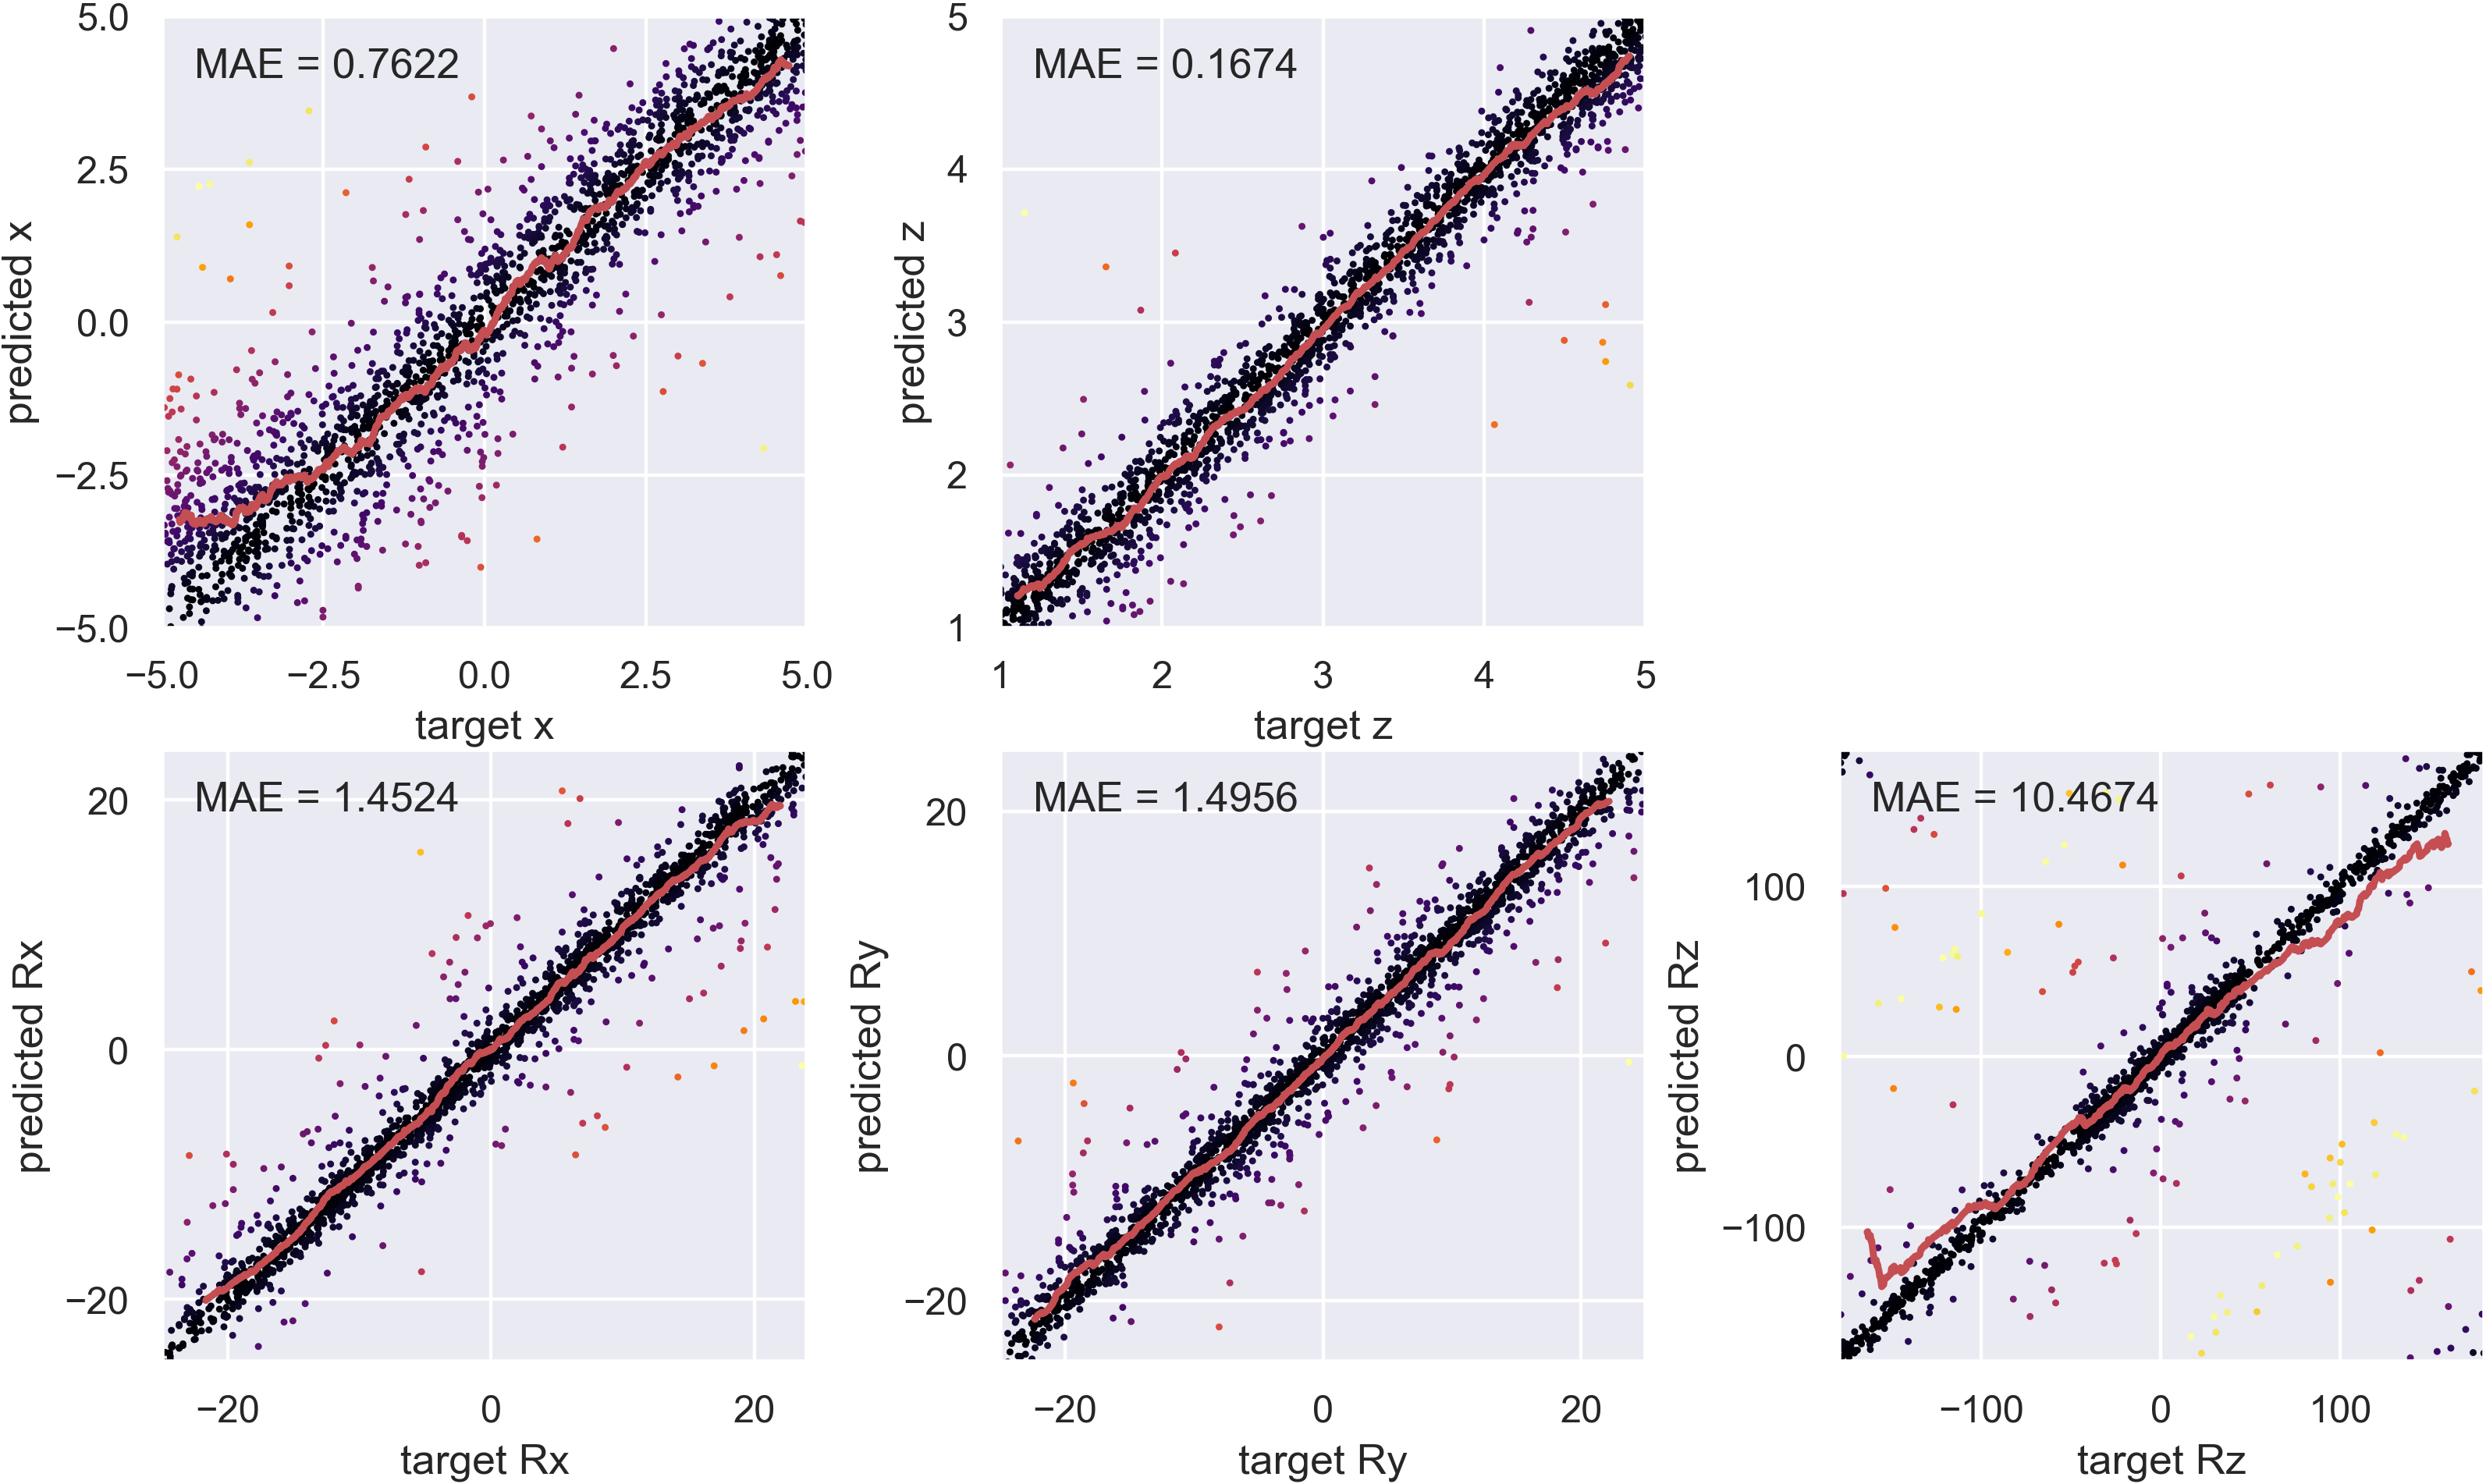 MAE = 0.7622
5.0
2.5
0.0
−2.5
−5.0
predicted x
−5.0 −2.5 0.0 2.5 5.0
target x
MAE = 0.1674
5
4
3
2
1
predicted z
1 2 3 4 5
target z
MAE = 1.4524
20
0
−20
predicted Rx
−20 0 20
target Rx
MAE = 1.4956
20
0
−20
predicted Ry
−20 0 20
target Ry
MAE = 10.4674
100
0
−100
predicted Rz
−100 0 100
target Rz